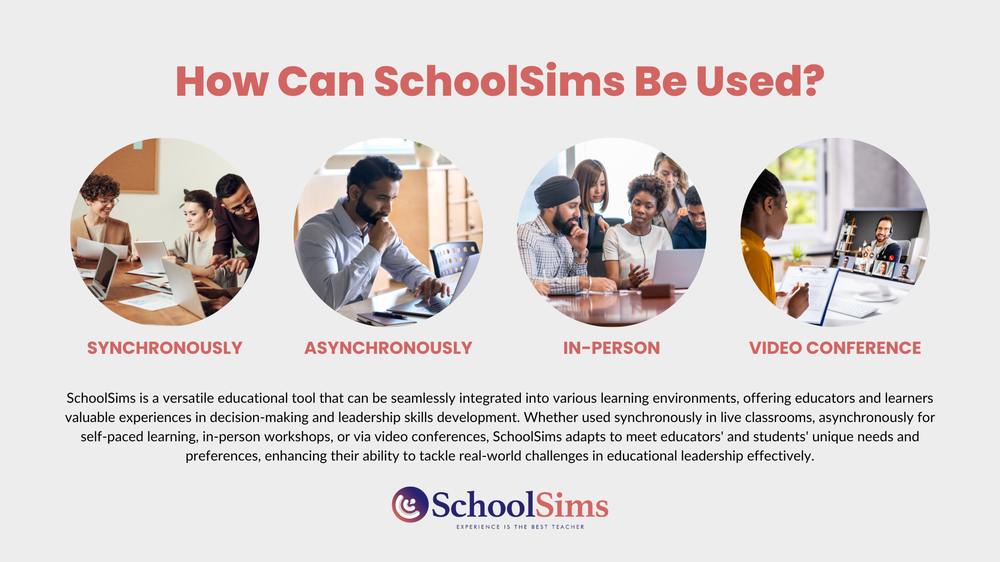 How Can SchoolSims Be Used?
SYNCHRONOUSLY
ASYNCHRONOUSLY
IN-PERSON
VIDEO CONFERENCE
SchoolSims is a versatile educational tool that can be seamlessly integrated into various learning environments, offering educators and learners
valuable experiences in decision-making and leadership skills development. Whether used synchronously in live classrooms, asynchronously for
self-paced learning, in-person workshops, or via video conferences, SchoolSims adapts to meet educators' and students' unique needs and
preferences, enhancing their ability to tackle real-world challenges in educational leadership effectively.
SchoolSims
EXPERIENCE IS THE BEST TEACHER